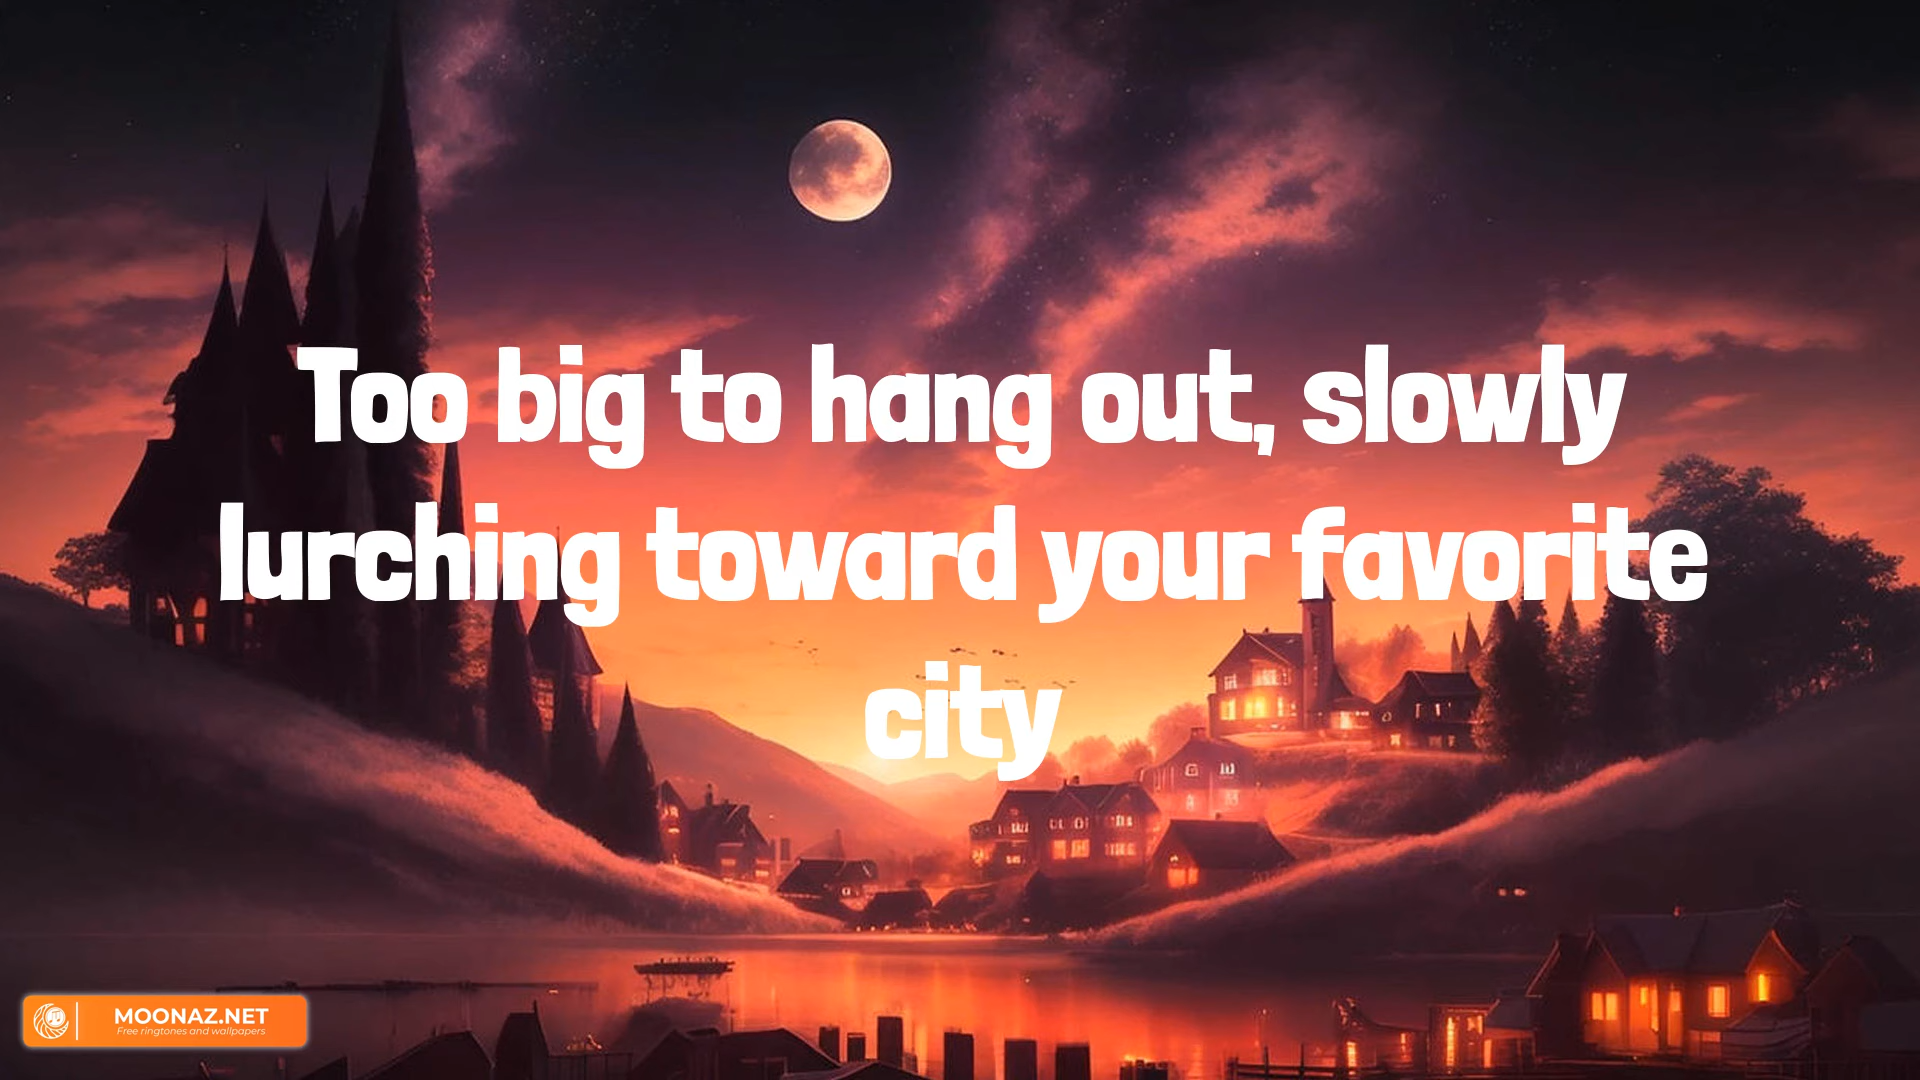 Too big to hang out, slowly
lurching toward your favorite
city
MOONAZ.NET
Free ringtones and wallpapers